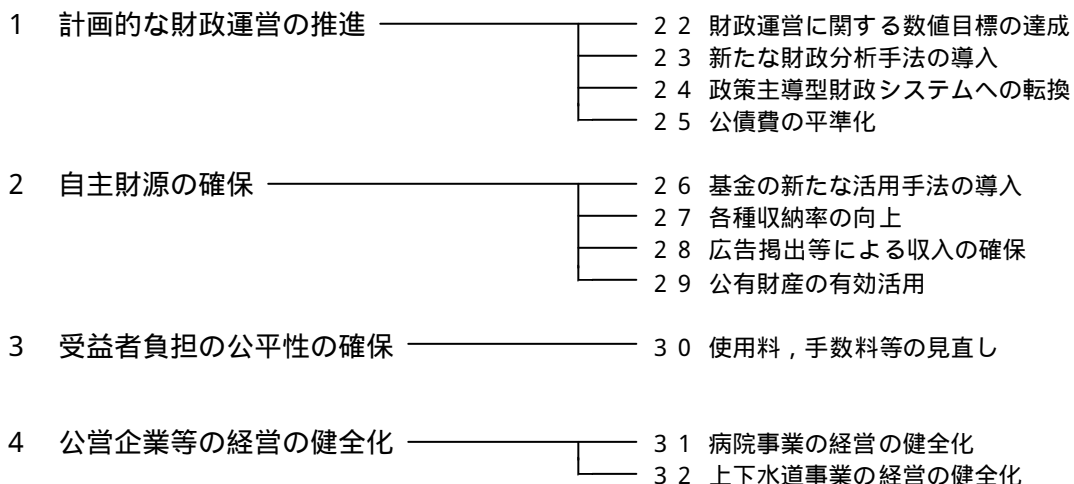 1 計画的な財政運営の推進 22 財政運営に関する数値目標の達成
23 新たな財政分析手法の導入
24 政策主導型財政システムへの転換
25 公債費の平準化
2 自主財源の確保 26 基金の新たな活用手法の導入
27 各種収納率の向上
28 広告掲出等による収入の確保
29 公有財産の有効活用
3 受益者負担の公平性の確保 30 使用料，手数料等の見直し
4 公営企業等の経営の健全化 31 病院事業の経営の健全化
32 上下水道事業の経営の健全化